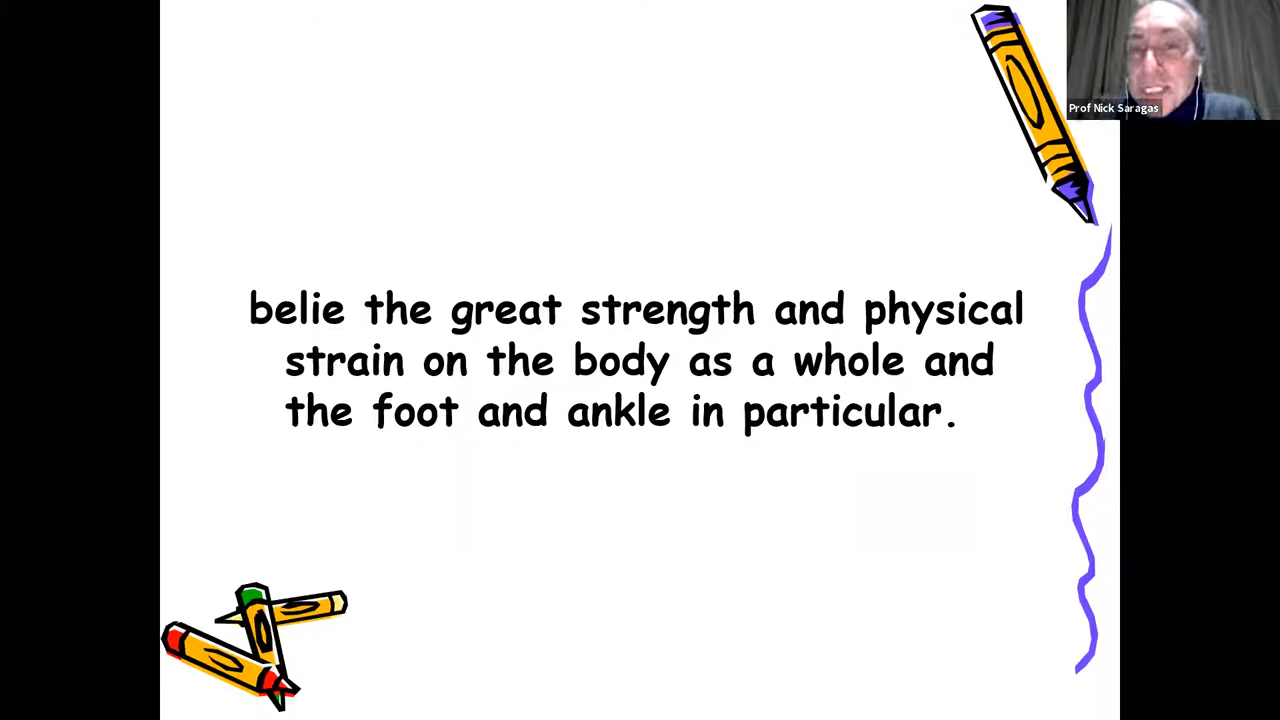 Prof Nick Saragas
belie the great strength and physical
strain on the body as a whole and
the foot and ankle in particular.